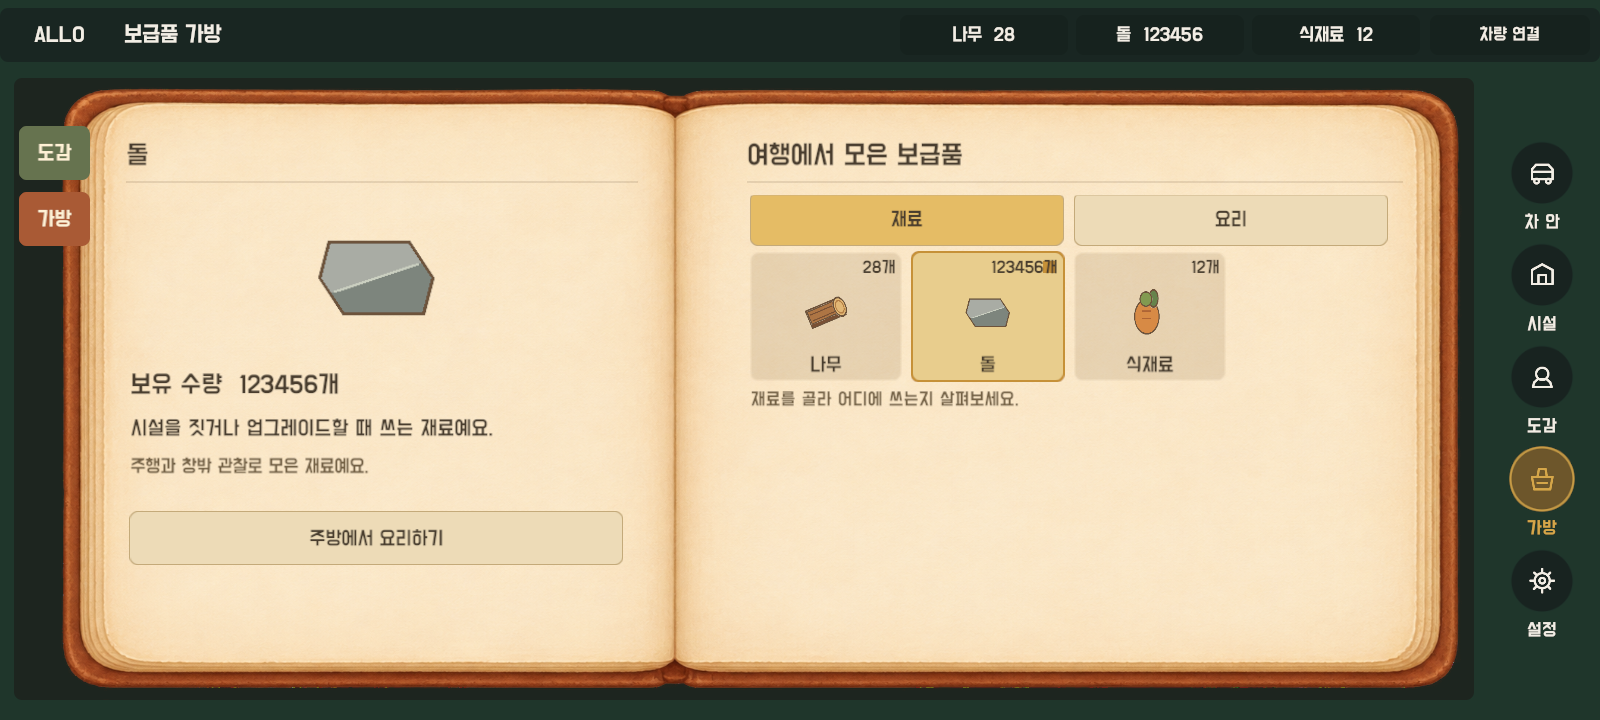 ALLO 보급품 가방 나무 28 돌 123456 식재료 12 차량 연결
도감
가방
돌
보유 수량 123456개
시설을 짓거나 업그레이드할 때 쓰는 재료예요.
주행과 창밖 관찰로 모은 재료예요.
주방에서 요리하기
여행에서 모은 보급품
재료 요리
28개 123456개 12개
나무 돌 식재료
재료를 골라 어디에 쓰는지 살펴보세요.
차 안
시설
도감
가방
설정